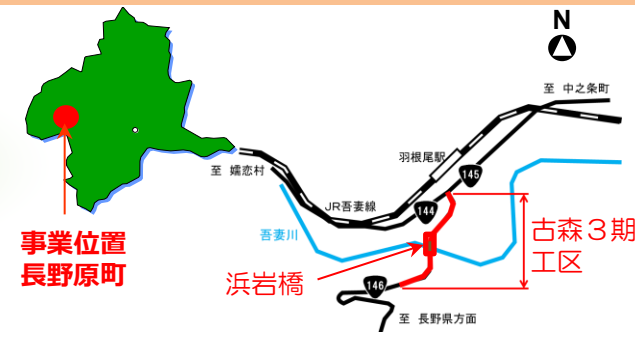 N
至 中之条町
羽根尾駅
145
至 嬬恋村
JR吾妻線
144
吾妻川
事業位置
長野原町
古森３期
工区
浜岩橋
146
至 長野県方面